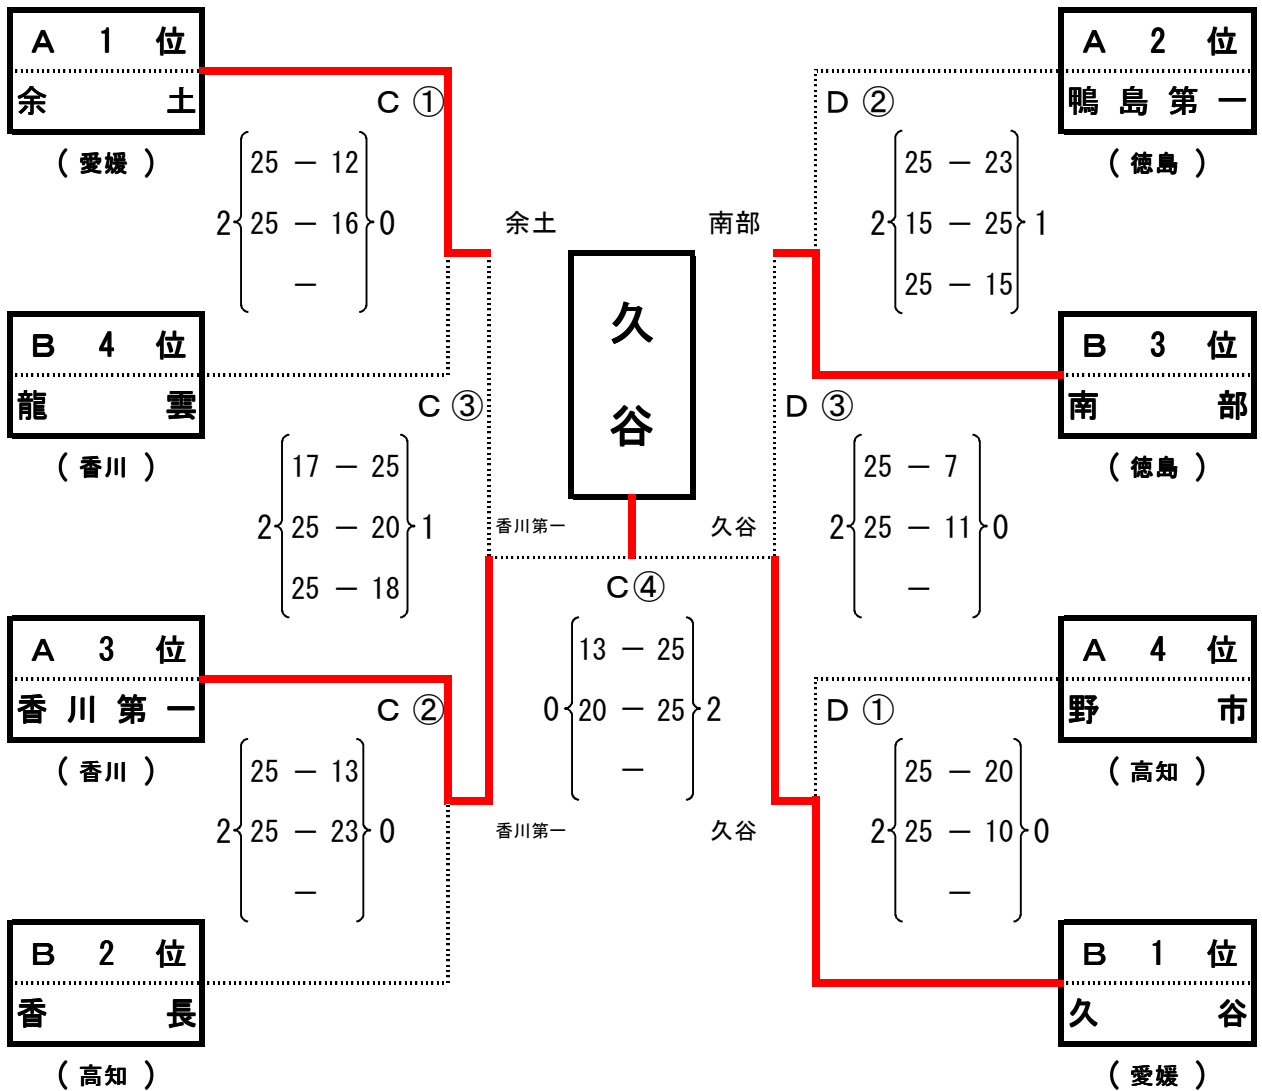 A 1 位
余土
( 愛媛 )
C ①
25 － 12
2 25 － 16 0
－
余土
B 4 位
龍雲
( 香川 )
C ③
17 － 25
2 25 － 20 1
25 － 18
香川第一
A 3 位
香川第一
( 香川 )
C ②
25 － 13
2 25 － 23 0
－
香川第一
B 2 位
香長
( 高知 )
久谷
C④
13 － 25
0 20 － 25 2
－
A 2 位
鴨島第一
( 徳島 )
D ②
25 － 23
2 15 － 25 1
25 － 15
南部
B 3 位
南部
( 徳島 )
D ③
25 － 7
2 25 － 11 0
－
久谷
A 4 位
野市
( 高知 )
D ①
25 － 20
2 25 － 10 0
－
久谷
B 1 位
久谷
( 愛媛 )